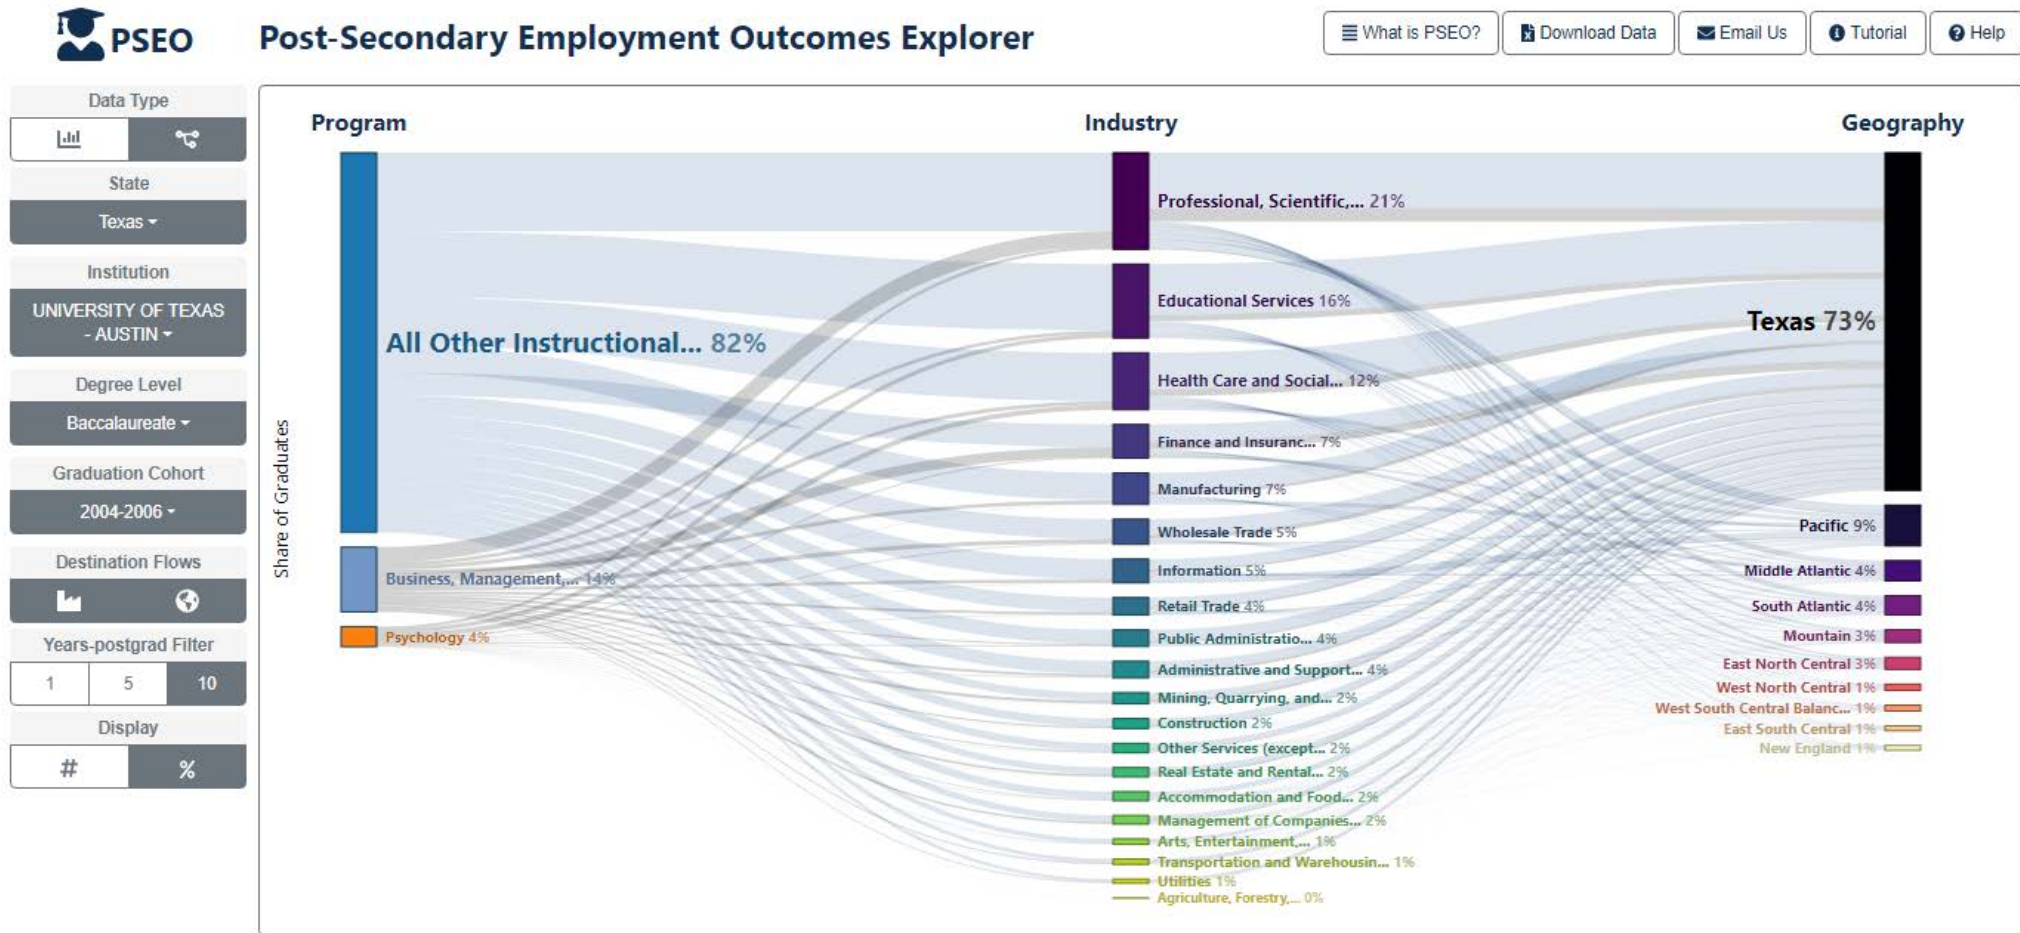 PSEO
Post-Secondary Employment Outcomes Explorer
What is PSEO?
Download Data
Email Us
Tutorial
Help
Data Type
State
Texas
Institution
UNIVERSITY OF TEXAS
- AUSTIN
Degree Level
Baccalaureate
Graduation Cohort
2004-2006
Destination Flows
Years-postgrad Filter
1
5
10
Display
#
%
Program
Industry
Geography
Share of Graduates
All Other Instructional... 82%
Business, Management,... 14%
Psychology 4%
Professional, Scientific,... 21%
Educational Services 16%
Health Care and Social... 12%
Finance and Insuranc... 7%
Manufacturing 7%
Wholesale Trade 5%
Information 5%
Retail Trade 4%
Public Administratio... 4%
Administrative and Support... 4%
Mining, Quarrying, and... 2%
Construction 2%
Other Services (except... 2%
Real Estate and Rental... 2%
Accommodation and Food... 2%
Management of Companies... 2%
Arts, Entertainment,... 1%
Transportation and Warehousin... 1%
Utilities 1%
Agriculture, Forestry,... 0%
Texas 73%
Pacific 9%
Middle Atlantic 4%
South Atlantic 4%
Mountain 3%
East North Central 3%
West North Central 1%
West South Central Balanc... 1%
East South Central 1%
New England 1%